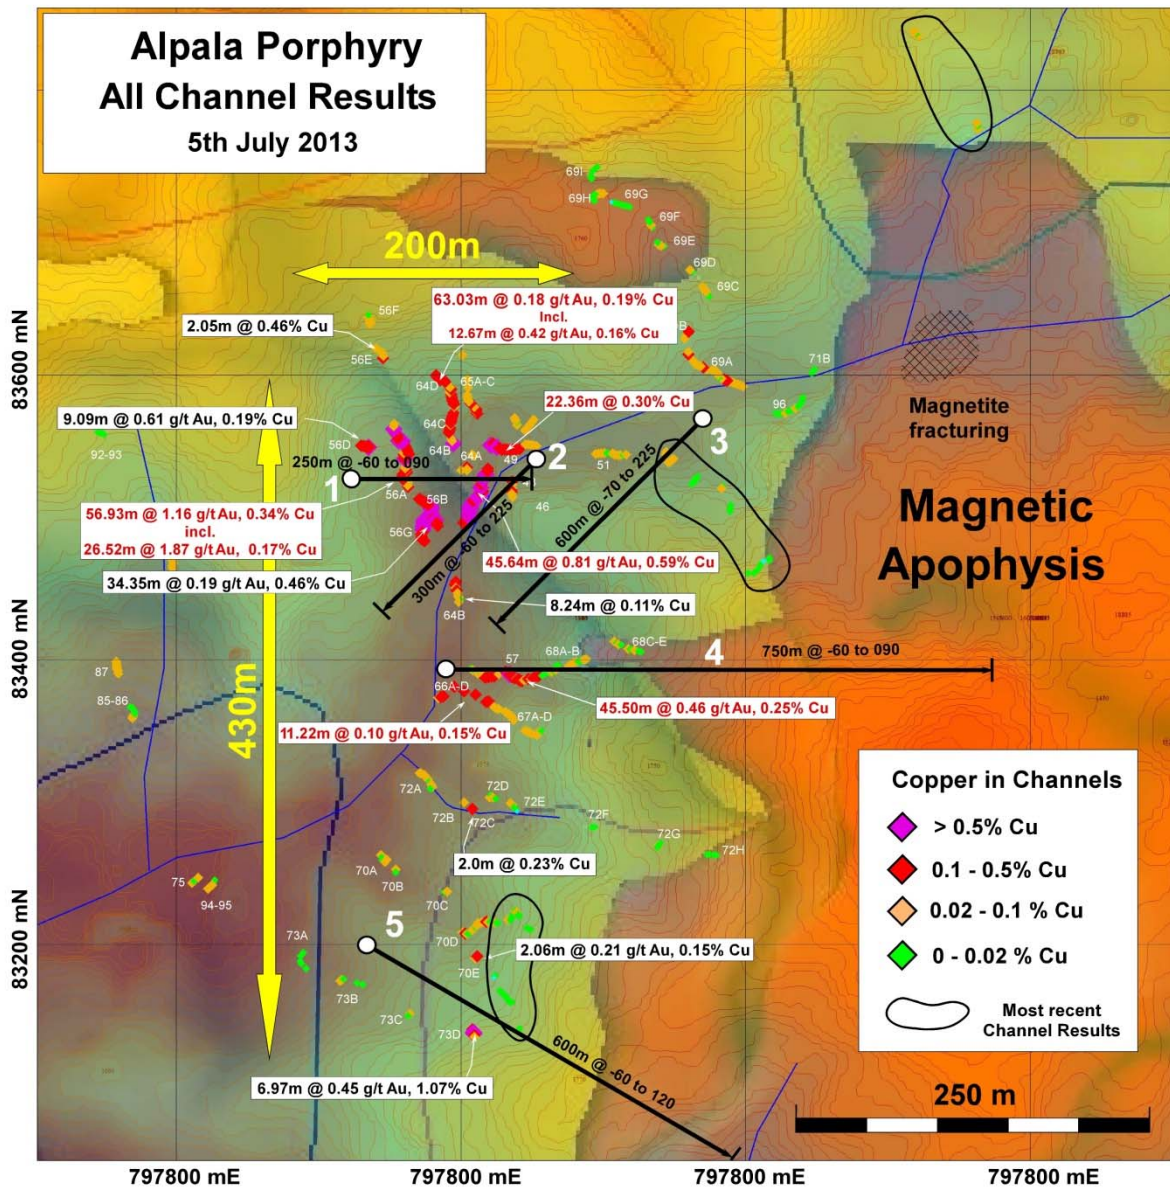 Alpala Porphyry
All Channel Results
5th July 2013
69I
69H
69G
69F
69E
69D
69C
69A
71B
96
200m
63.03m @ 0.18 g/t Au, 0.19% Cu
Incl.
12.67m @ 0.42 g/t Au, 0.16% Cu
56F
2.05m @ 0.46% Cu
56E
64D
65A-C
83600 mN
64C
22.36m @ 0.30% Cu
9.09m @ 0.61 g/t Au, 0.19% Cu
92-93
56D
64B
64A
49
2
3
51
250m @ -60 to 090
1
56A
56B
46
56G
56.93m @ 1.16 g/t Au, 0.34% Cu
incl.
26.52m @ 1.87 g/t Au, 0.17% Cu
34.35m @ 0.19 g/t Au, 0.46% Cu
300m @ -60 to 225
600m @ -70 to 225
45.64m @ 0.81 g/t Au, 0.59% Cu
Magnetite
fracturing
Magnetic
Apophysis
64B
8.24m @ 0.11% Cu
83400 mN
430m
87
85-86
57
68A-B
68C-E
4
750m @ -60 to 090
66A-D
67A-D
45.50m @ 0.46 g/t Au, 0.25% Cu
11.22m @ 0.10 g/t Au, 0.15% Cu
72A
72B
72C
72D
72E
72F
72G
72H
2.0m @ 0.23% Cu
75
94-95
70A
70B
70C
83200 mN
5
73A
70D
70E
2.06m @ 0.21 g/t Au, 0.15% Cu
73B
73C
73D
6.97m @ 0.45 g/t Au, 1.07% Cu
600m @ -60 to 120
Copper in Channels
> 0.5% Cu
0.1 - 0.5% Cu
0.02 - 0.1 % Cu
0 - 0.02 % Cu
Most recent
Channel Results
250 m
797800 mE
797800 mE
797800 mE
797800 mE